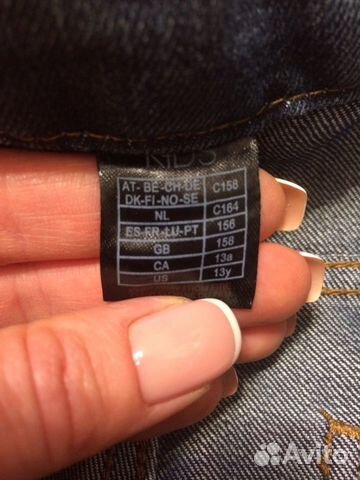 KIDS
AT- BE-CH-DE C158
DK-FI-NO-SE
NL C164
ES-FR-LU-PT 156
GB 158
CA 13a
US 13y
Avito